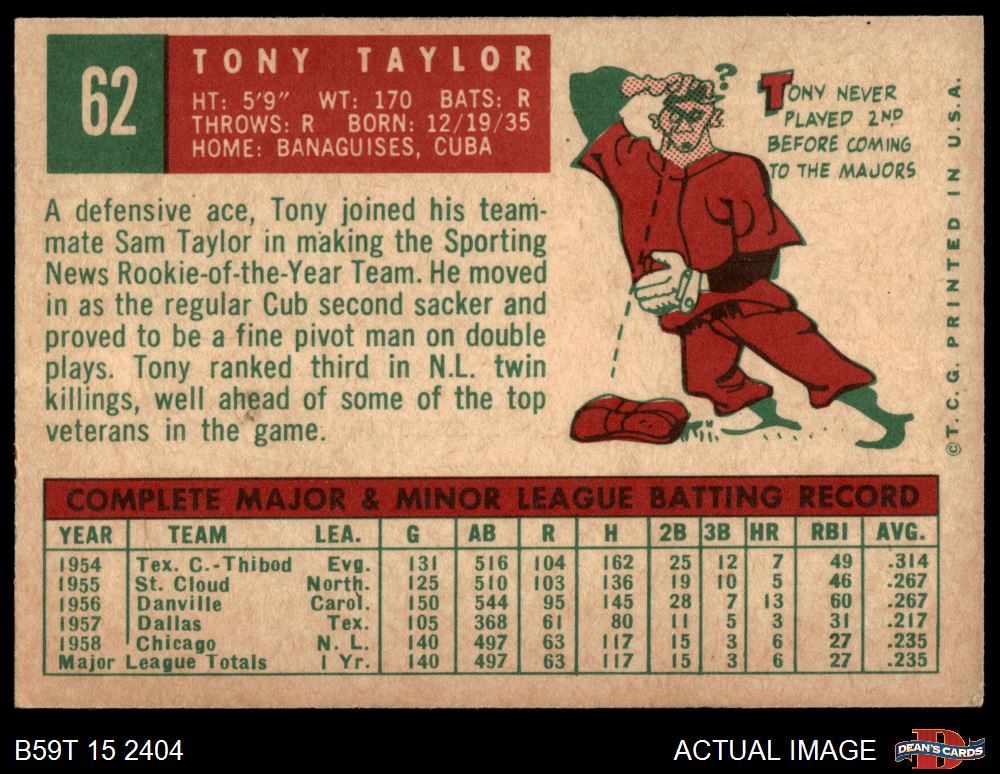 62
TONY TAYLOR
HT: 5'9" WT: 170 BATS: R
THROWS: R BORN: 12/19/35
HOME: BANAGUISES, CUBA
?
TONY NEVER
PLAYED 2ND
BEFORE COMING
TO THE MAJORS
©T.C.G. PRINTED IN U.S.A.
A defensive ace, Tony joined his team-
mate Sam Taylor in making the Sporting
News Rookie-of-the-Year Team. He moved
in as the regular Cub second sacker and
proved to be a fine pivot man on double
plays. Tony ranked third in N.L. twin
killings, well ahead of some of the top
veterans in the game.
COMPLETE MAJOR & MINOR LEAGUE BATTING RECORD
YEAR TEAM LEA. G AB R H 2B 3B HR RBI AVG.
1954 Tex. C.-Thibod Evg. 131 516 104 162 25 12 7 49 .314
1955 St. Cloud North. 125 510 103 136 19 10 5 46 .267
1956 Danville Carol. 150 544 95 145 28 7 13 60 .267
1957 Dallas Tex. 105 368 61 80 11 5 3 31 .217
1958 Chicago N. L. 140 497 63 117 15 3 6 27 .235
Major League Totals 1 Yr. 140 497 63 117 15 3 6 27 .235
B59T 15 2404
ACTUAL IMAGE
D
DEAN'S CARDS